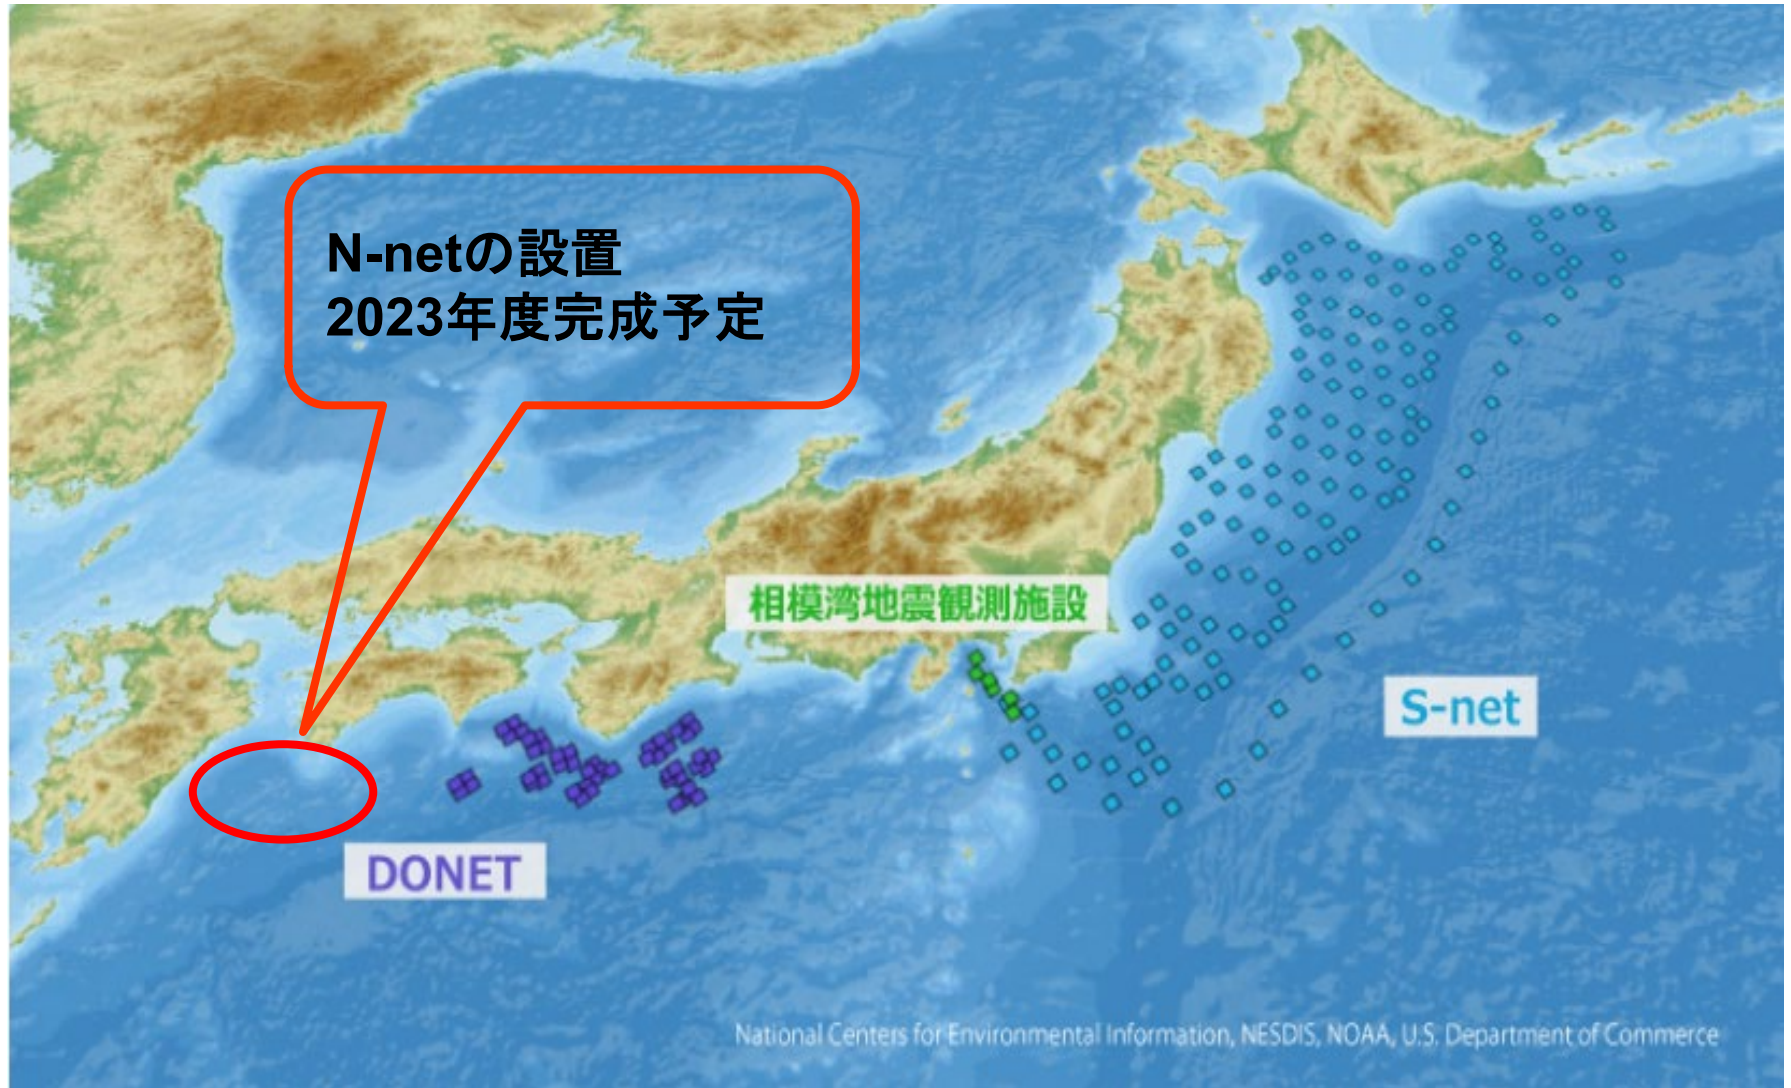 N-netの設置
2023年度完成予定
相模湾地震観測施設
S-net
DONET
National Centers for Environmental Information, NESDIS, NOAA, U.S. Department of Commerce